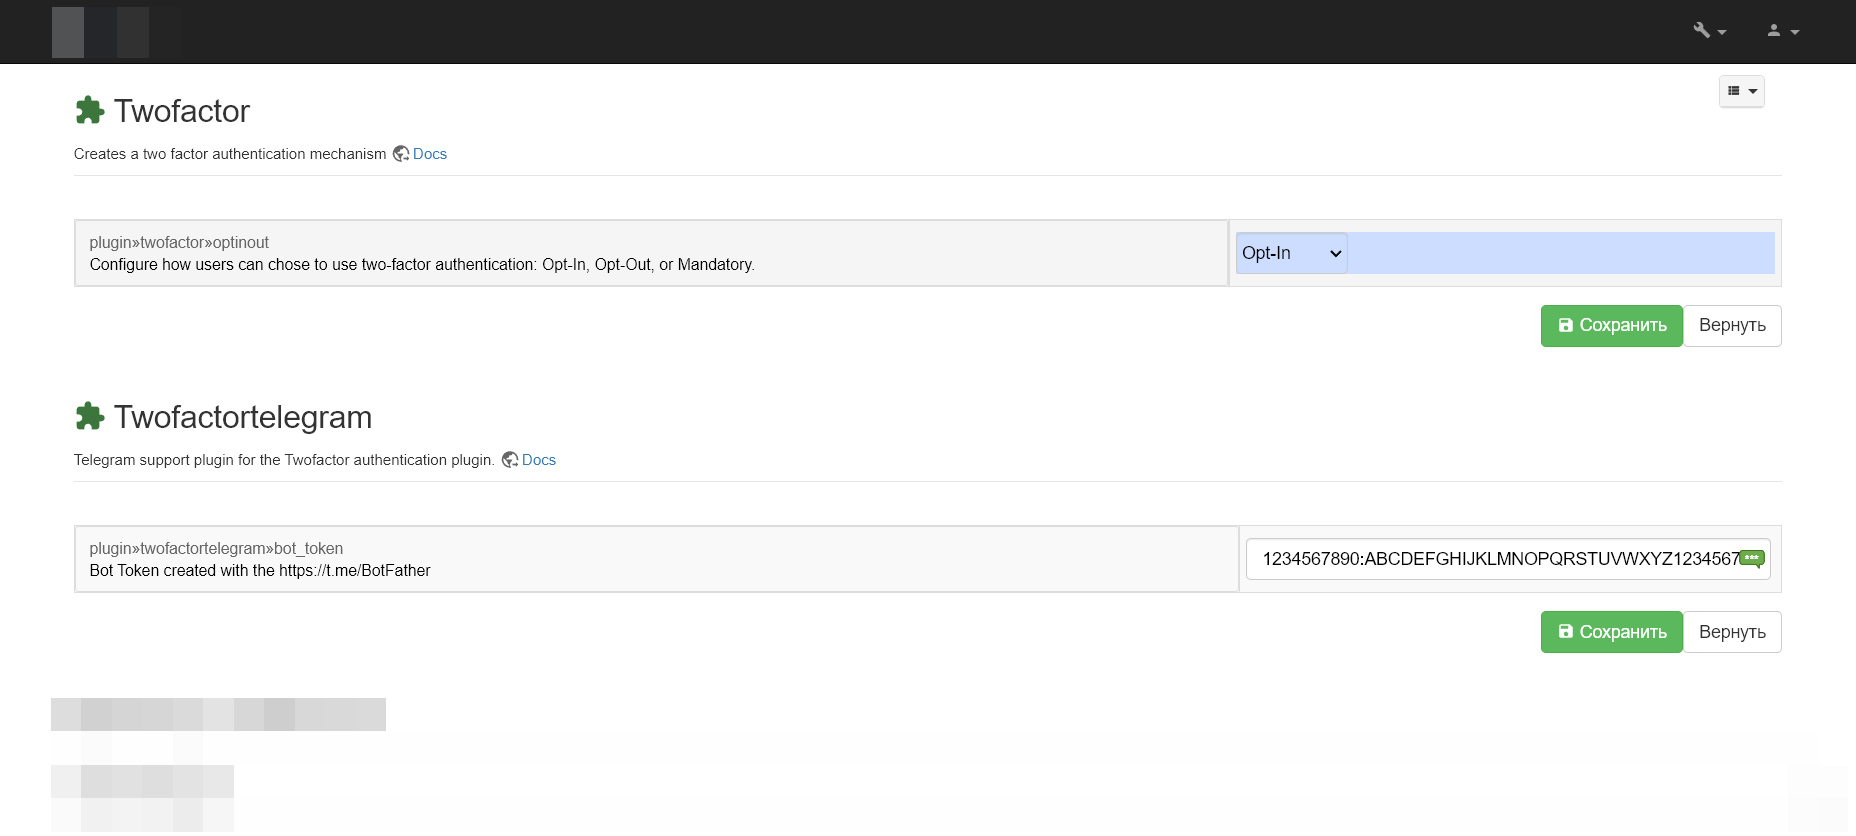 Twofactor
Creates a two factor authentication mechanism Docs
plugin»twofactor»optinout
Configure how users can chose to use two-factor authentication: Opt-In, Opt-Out, or Mandatory.
Opt-In
Сохранить Вернуть
Twofactortelegram
Telegram support plugin for the Twofactor authentication plugin. Docs
plugin»twofactortelegram»bot_token
Bot Token created with the https://t.me/BotFather
1234567890:ABCDEFGHIJKLMNOPQRSTUVWXYZ1234567
Сохранить Вернуть